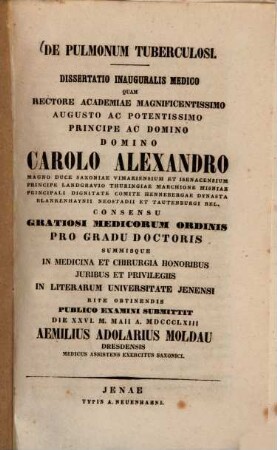 DE PULMONUM TUBERCULOSI.
DISSERTATIO INAUGURALIS MEDICO
QUAM
RECTORE ACADEMIAE MAGNIFICENTISSIMO
AUGUSTO AC POTENTISSIMO
PRINCIPE AC DOMINO
DOMINO
CAROLO ALEXANDRO
MAGNO DUCE SAXONIAE VIMARIENSIUM ET ISENACENSIUM
PRINCIPE LANDGRAVIO THURINGIAE MARCHIONE MISNIAE
PRINCIPALI DIGNITATE COMITE HENNEBERGAE DYNASTA
BLANKENHAYNII NEOSTADII ET TAUTENBURGI REL.
CONSENSU
GRATIOSI MEDICORUM ORDINIS
PRO GRADU DOCTORIS
SUMMISQUE
IN MEDICINA ET CHIRURGIA HONORIBUS
JURIBUS ET PRIVILEGIIS
IN LITERARUM UNIVERSITATE JENENSI
RITE OBTINENDIS
PUBLICO EXAMINI SUBMITTIT
DIE XXVI. M. MAII A. MDCCCLXIII
AEMILIUS ADOLARIUS MOLDAU
DRESDENSIS
MEDICUS ASSISTENS EXERCITUS SAXONICI.
JENAE
TYPIS A. NEUENHAHNI.